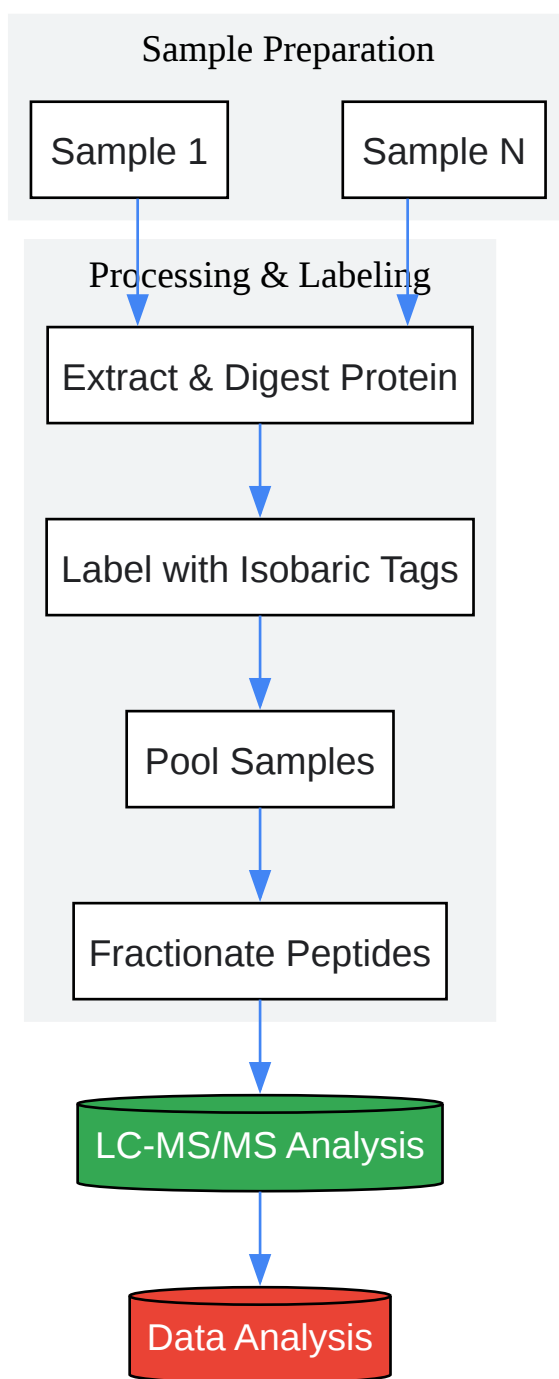 Sample Preparation
Sample 1
Sample N
Processing & Labeling
Extract & Digest Protein
Label with Isobaric Tags
Pool Samples
Fractionate Peptides
LC-MS/MS Analysis
Data Analysis